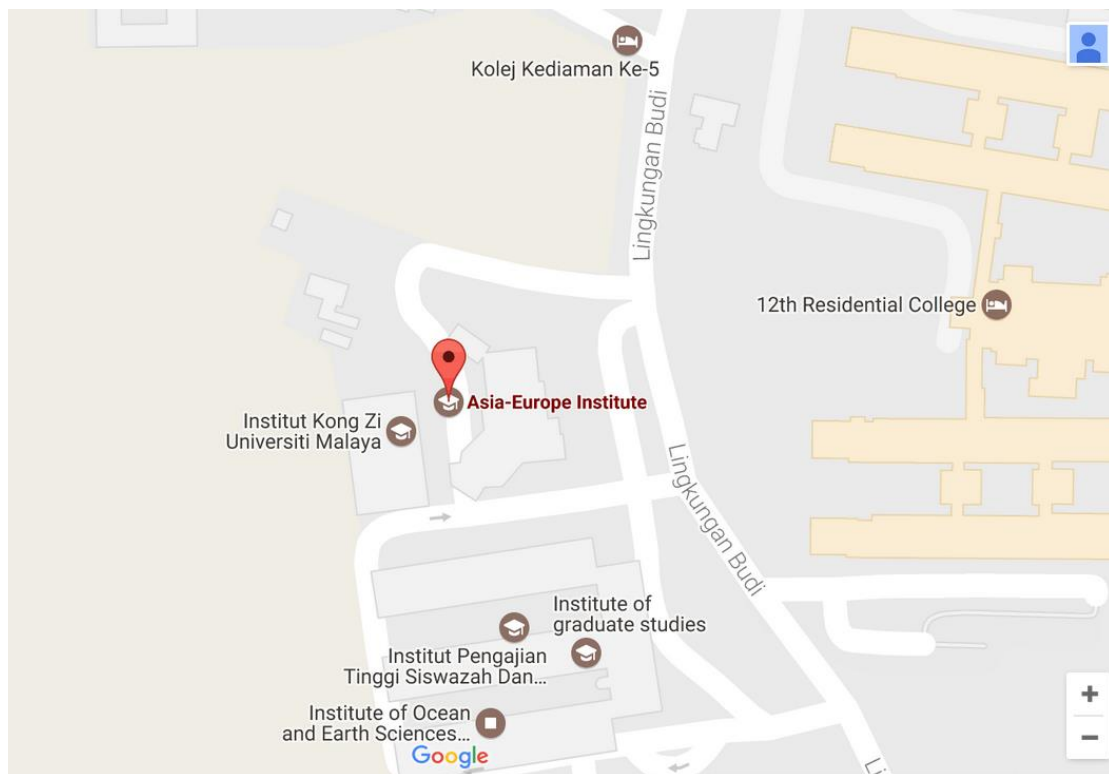 Kolej Kediaman Ke-5
Lingkungan Budi
12th Residential College
Asia-Europe Institute
Institut Kong Zi
Universiti Malaya
Lingkungan Budi
Institute of
graduate studies
Institut Pengajian
Tinggi Siswazah Dan...
Institute of Ocean
and Earth Sciences...
Google
Li
+
−